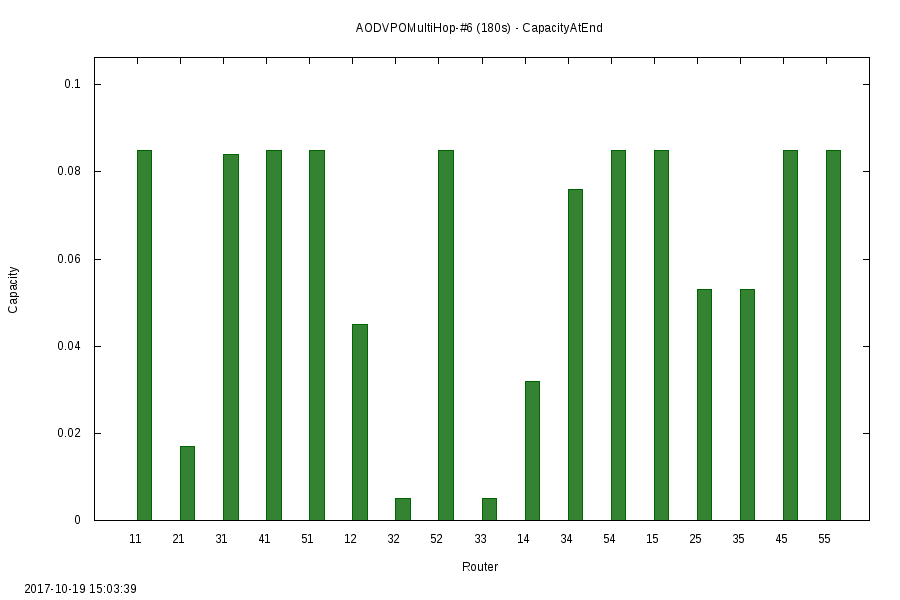 AODVPOMultiHop-#6 (180s) - CapacityAtEnd
0.1
0.08
0.06
0.04
0.02
0
Capacity
11 21 31 41 51 12 32 52 33 14 34 54 15 25 35 45 55
Router
2017-10-19 15:03:39